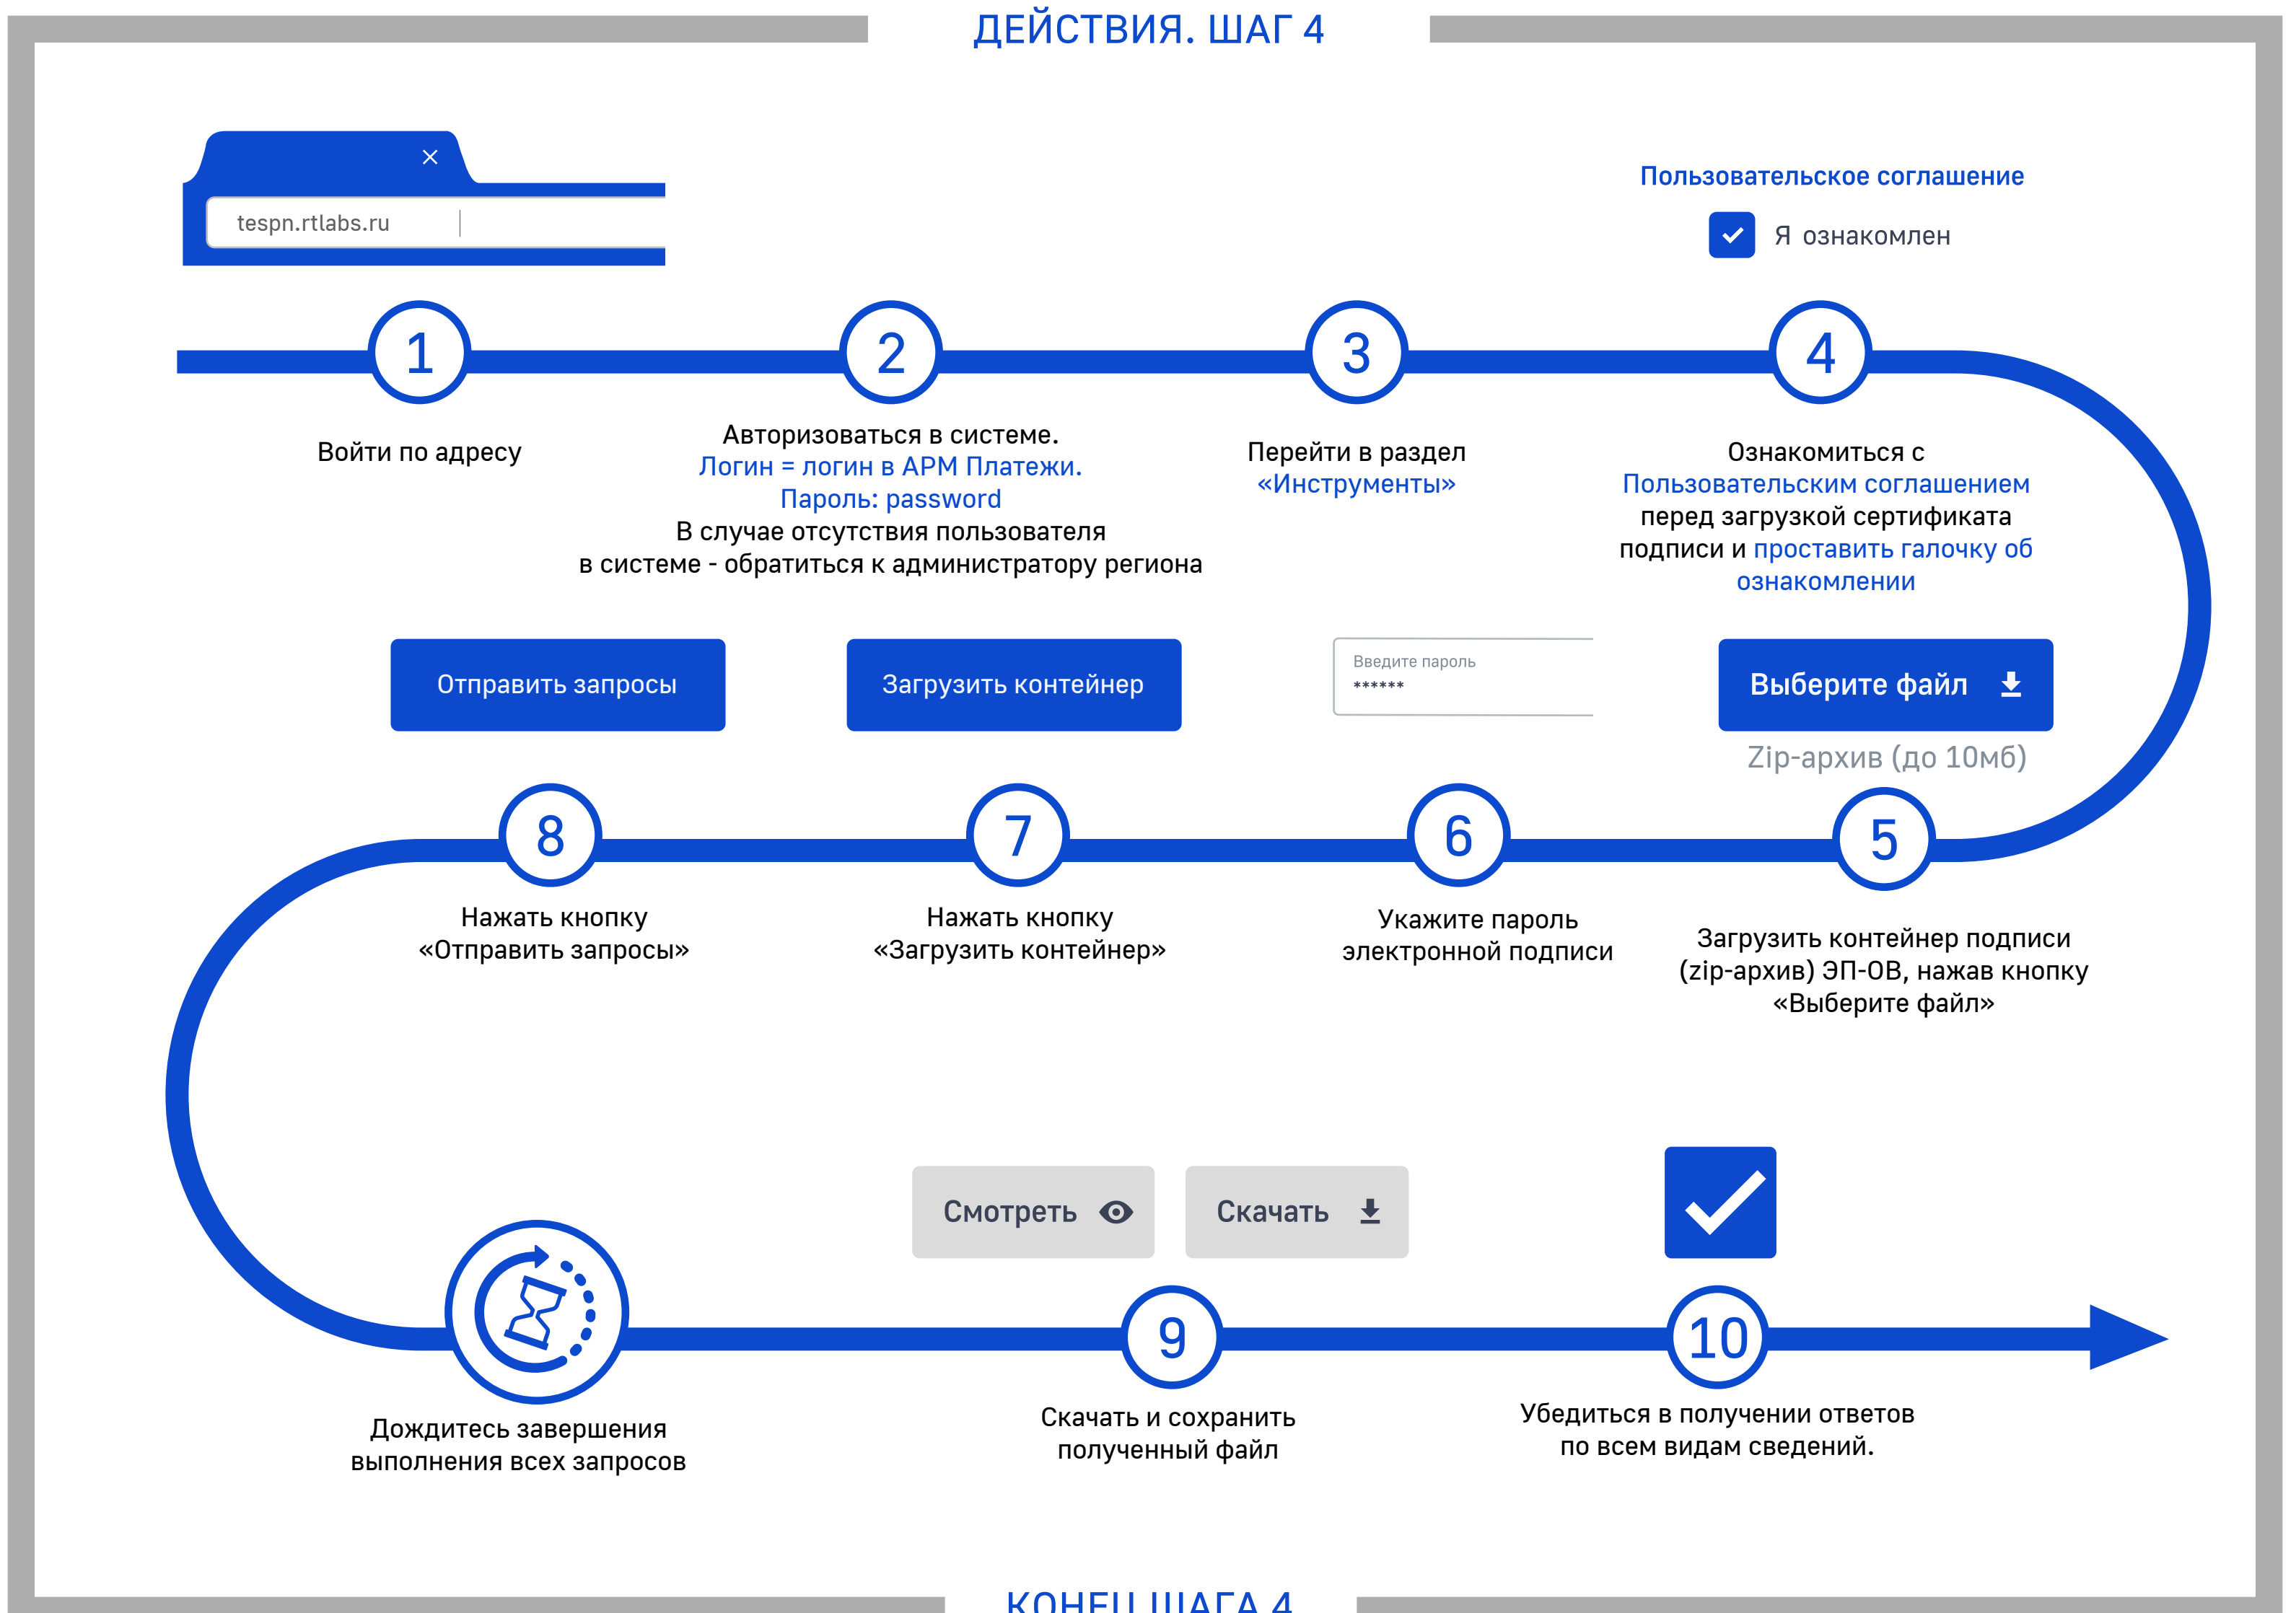 ДЕЙСТВИЯ. ШАГ 4
tespn.rtlabs.ru
Пользовательское соглашение
Я ознакомлен
1
2
3
4
Войти по адресу
Авторизоваться в системе.
Логин = логин в АРМ Платежи.
Пароль: password
В случае отсутствия пользователя
в системе - обратиться к администратору региона
Перейти в раздел
«Инструменты»
Ознакомиться с
Пользовательским соглашением
перед загрузкой сертификата
подписи и проставить галочку об
ознакомлении
Выберите файл
Zip-архив (до 10мб)
5
Загрузить контейнер подписи
(zip-архив) ЭП-ОВ, нажав кнопку
«Выберите файл»
Введите пароль
******
6
Укажите пароль
электронной подписи
Загрузить контейнер
7
Нажать кнопку
«Загрузить контейнер»
Отправить запросы
8
Нажать кнопку
«Отправить запросы»
Дождитесь завершения
выполнения всех запросов
Смотреть
Скачать
9
Скачать и сохранить
полученный файл
10
Убедиться в получении ответов
по всем видам сведений.
КОНЕЦ ШАГА 4